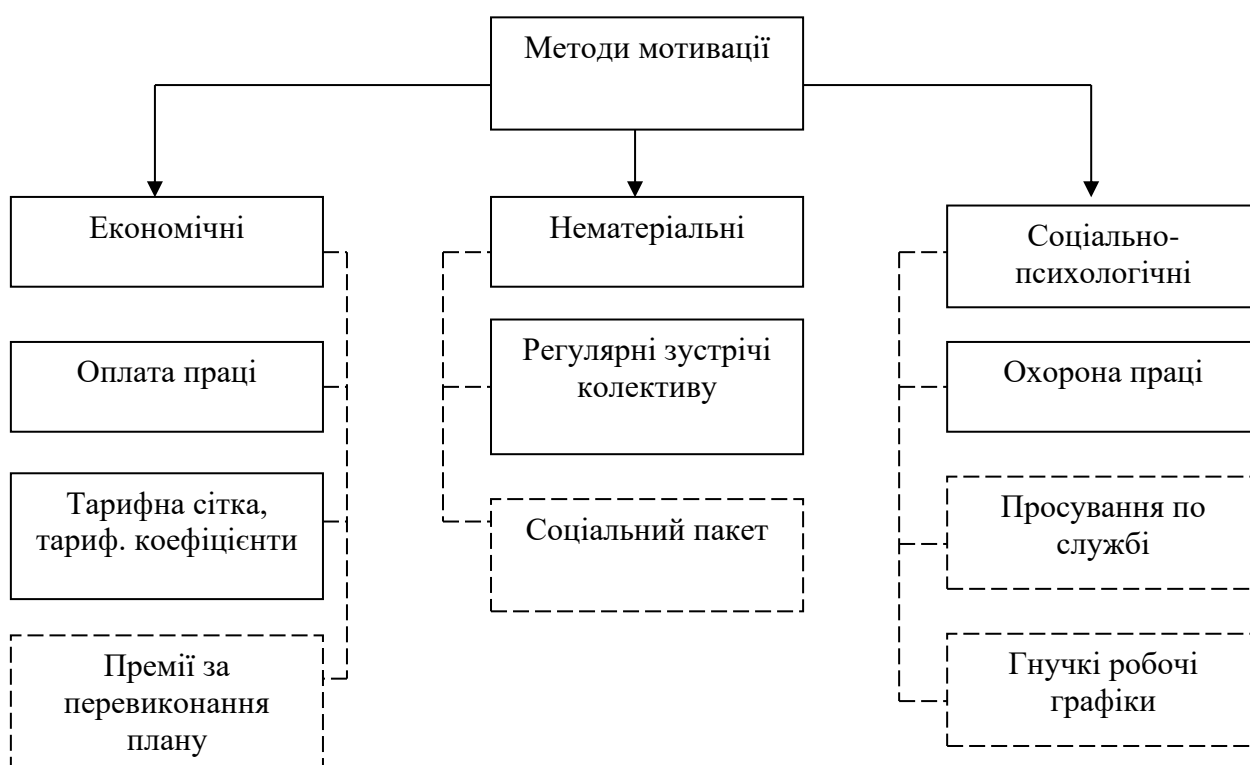 Методи мотивації
Економічні
Нематеріальні
Соціально-
психологічні
Оплата праці
Регулярні зустрічі
колективу
Охорона праці
Тарифна сітка,
тариф. коефіцієнти
Соціальний пакет
Просування по
службі
Премії за
перевиконання
плану
Гнучкі робочі
графіки